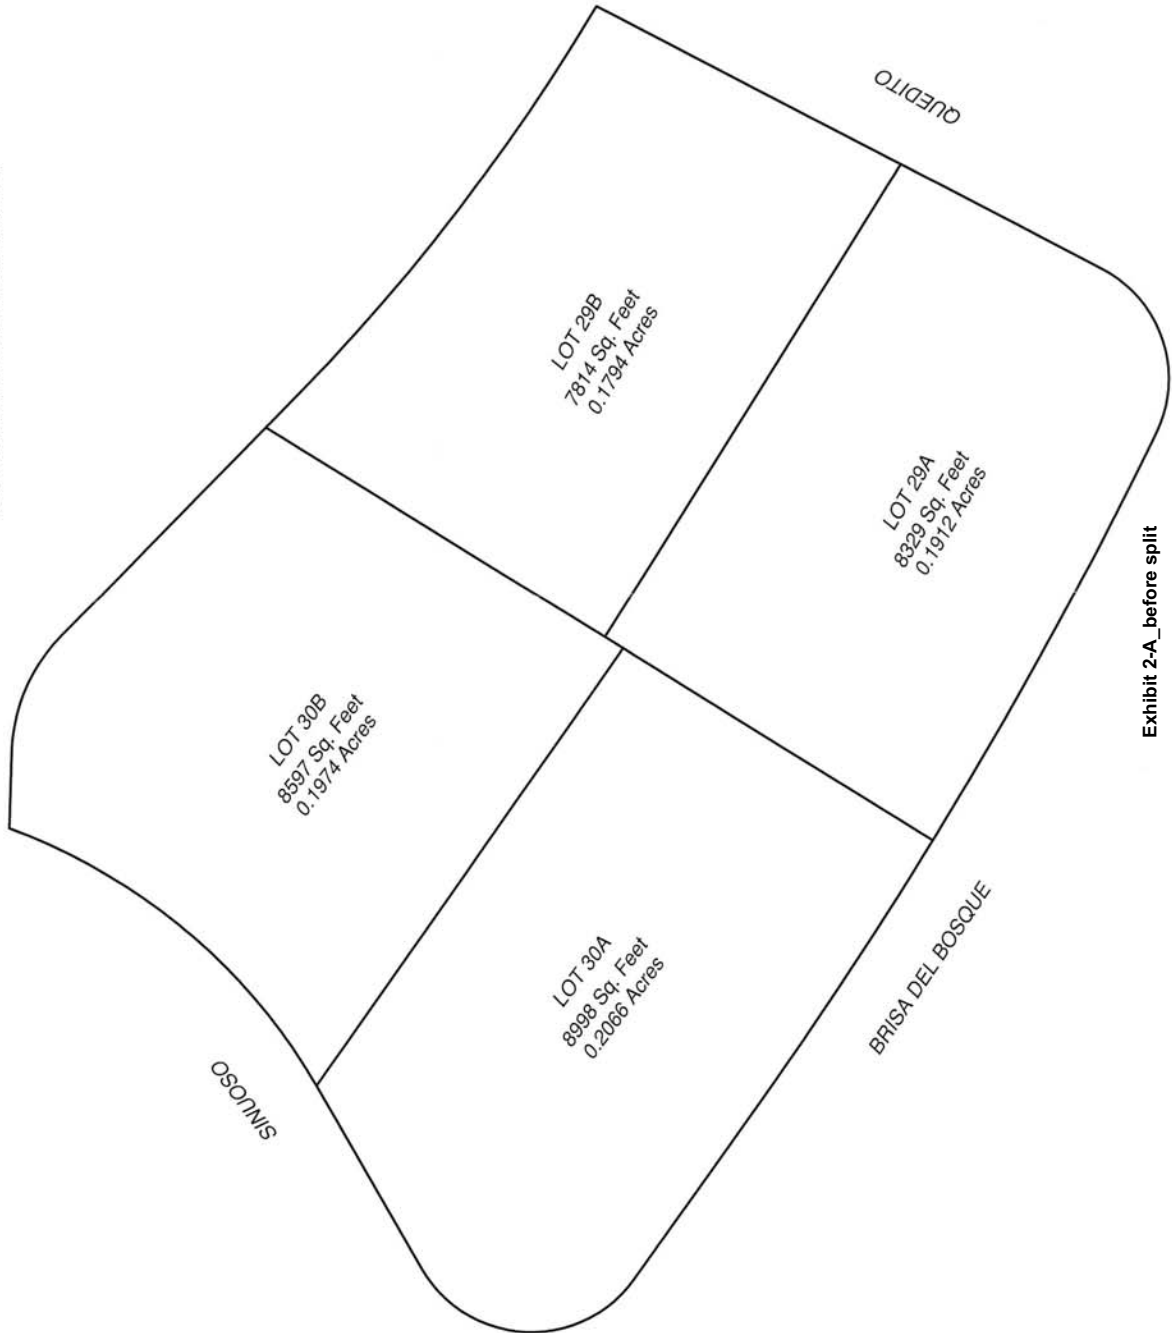 QUEDITO
LOT 29B
7814 Sq. Feet
0.1794 Acres
LOT 29A
8329 Sq. Feet
0.1912 Acres
LOT 30B
8597 Sq. Feet
0.1974 Acres
LOT 30A
8998 Sq. Feet
0.2066 Acres
SINUOSO
BRISA DEL BOSQUE
Exhibit 2-A_before split